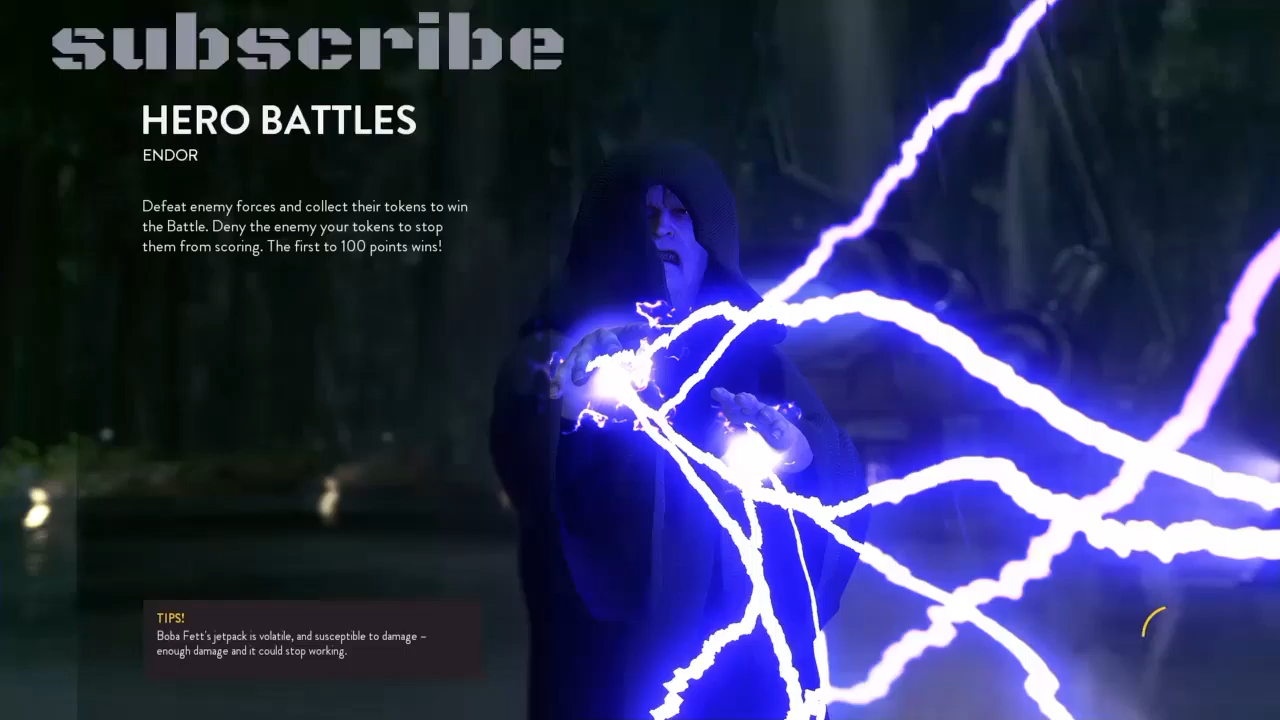 subscribe
HERO BATTLES
ENDOR
Defeat enemy forces and collect their tokens to win
the Battle. Deny the enemy your tokens to stop
them from scoring. The first to 100 points wins!
TIPS!
Boba Fett's jetpack is volatile, and susceptible to damage –
enough damage and it could stop working.